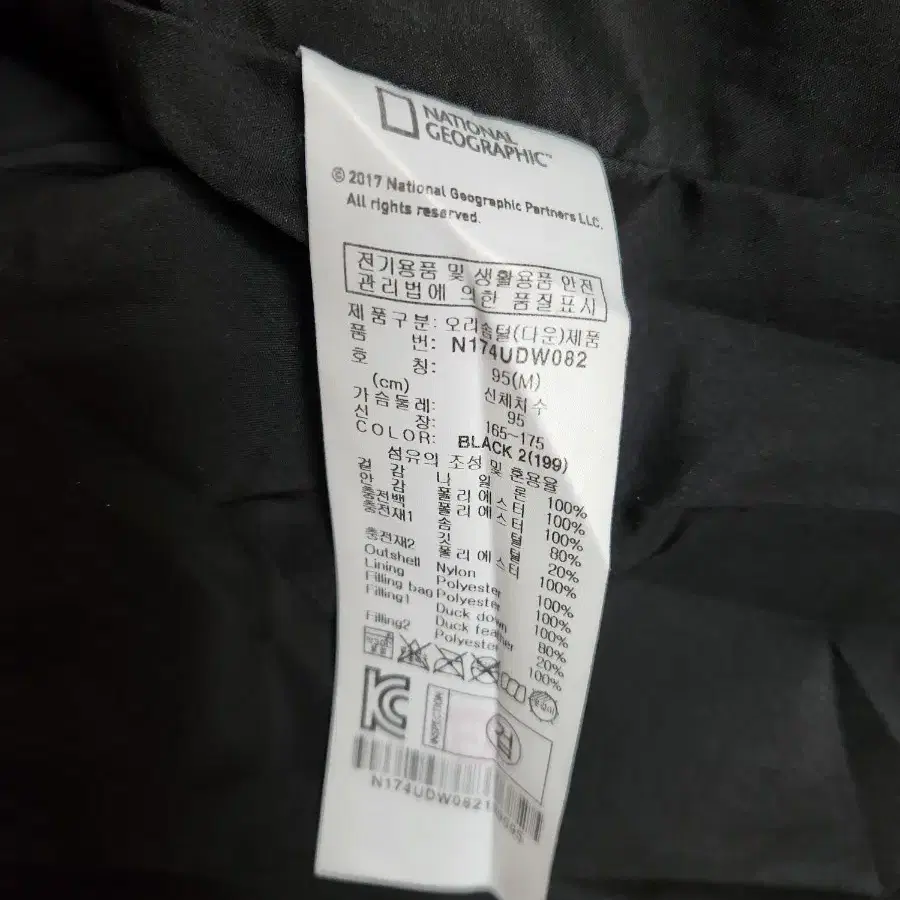 NATIONAL
GEOGRAPHIC
© 2017 National Geographic Partners LLC.
All rights reserved.
전기용품 및 생활용품 안전
관리법에 의한 품질표시
제품구분: 오리솜털(다운)제품
품 번: N174UDW082
호 칭: 95(M)
(cm) 신체치수
가슴둘레: 95
신 장: 165~175
COLOR: BLACK 2(199)
섬유의 조성 및 혼용율
겉 감 나 일 론 100%
안 감 폴리에스터 100%
충전백 폴리에스터 100%
충전재1 솜 털 80%
깃 털 20%
충전재2 폴리에스터 100%
Outshell Nylon 100%
Lining Polyester 100%
Filling bag Polyester 100%
Filling1 Duck down 80%
Duck feather 20%
Filling2 Polyester 100%
INSPECTION
검